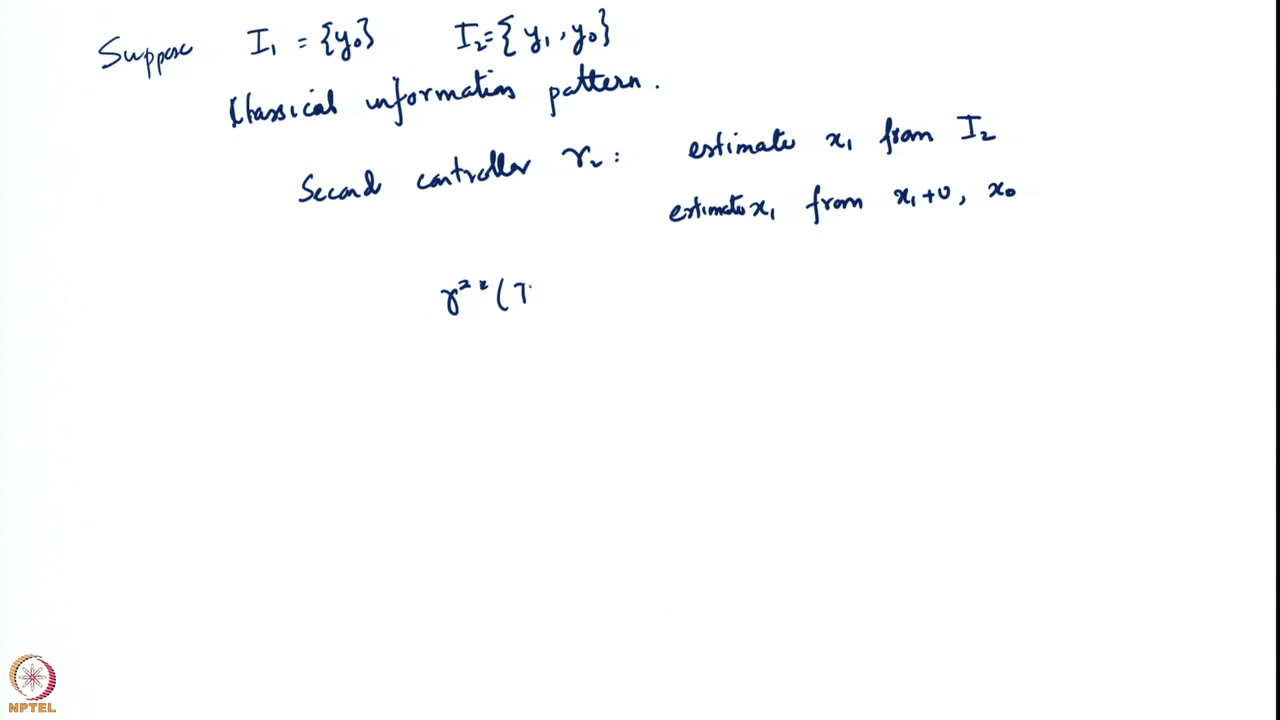 Suppose I₁ = {y₀} I₂ = {y₁, y₀}
Classical information pattern.
Second controller γ₂: estimate x₁ from I₂
estimate x₁ from x₁+v, x₀
γ²*(I
NPTEL